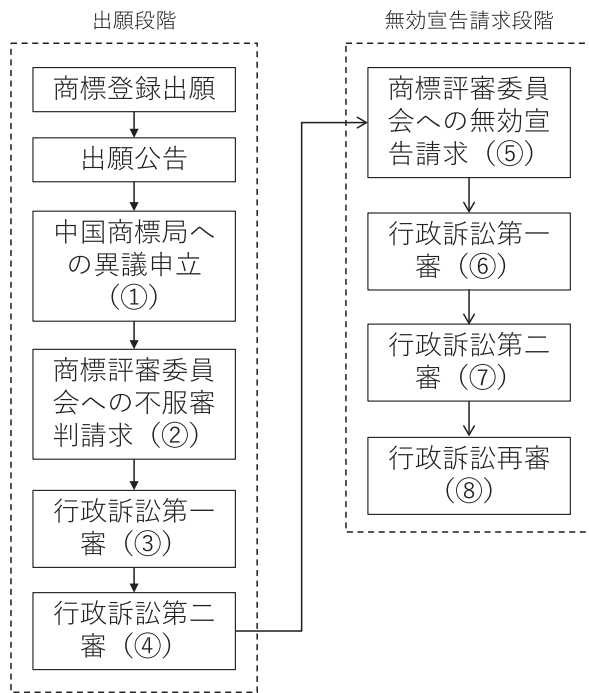 出願段階
商標登録出願
出願公告
中国商標局へ
の異議申立
（①）
商標評審委員
会への不服審
判請求（②）
行政訴訟第一
審（③）
行政訴訟第二
審（④）
無効宣告請求段階
商標評審委員
会への無効宣
告請求（⑤）
行政訴訟第一
審（⑥）
行政訴訟第二
審（⑦）
行政訴訟再審
（⑧）